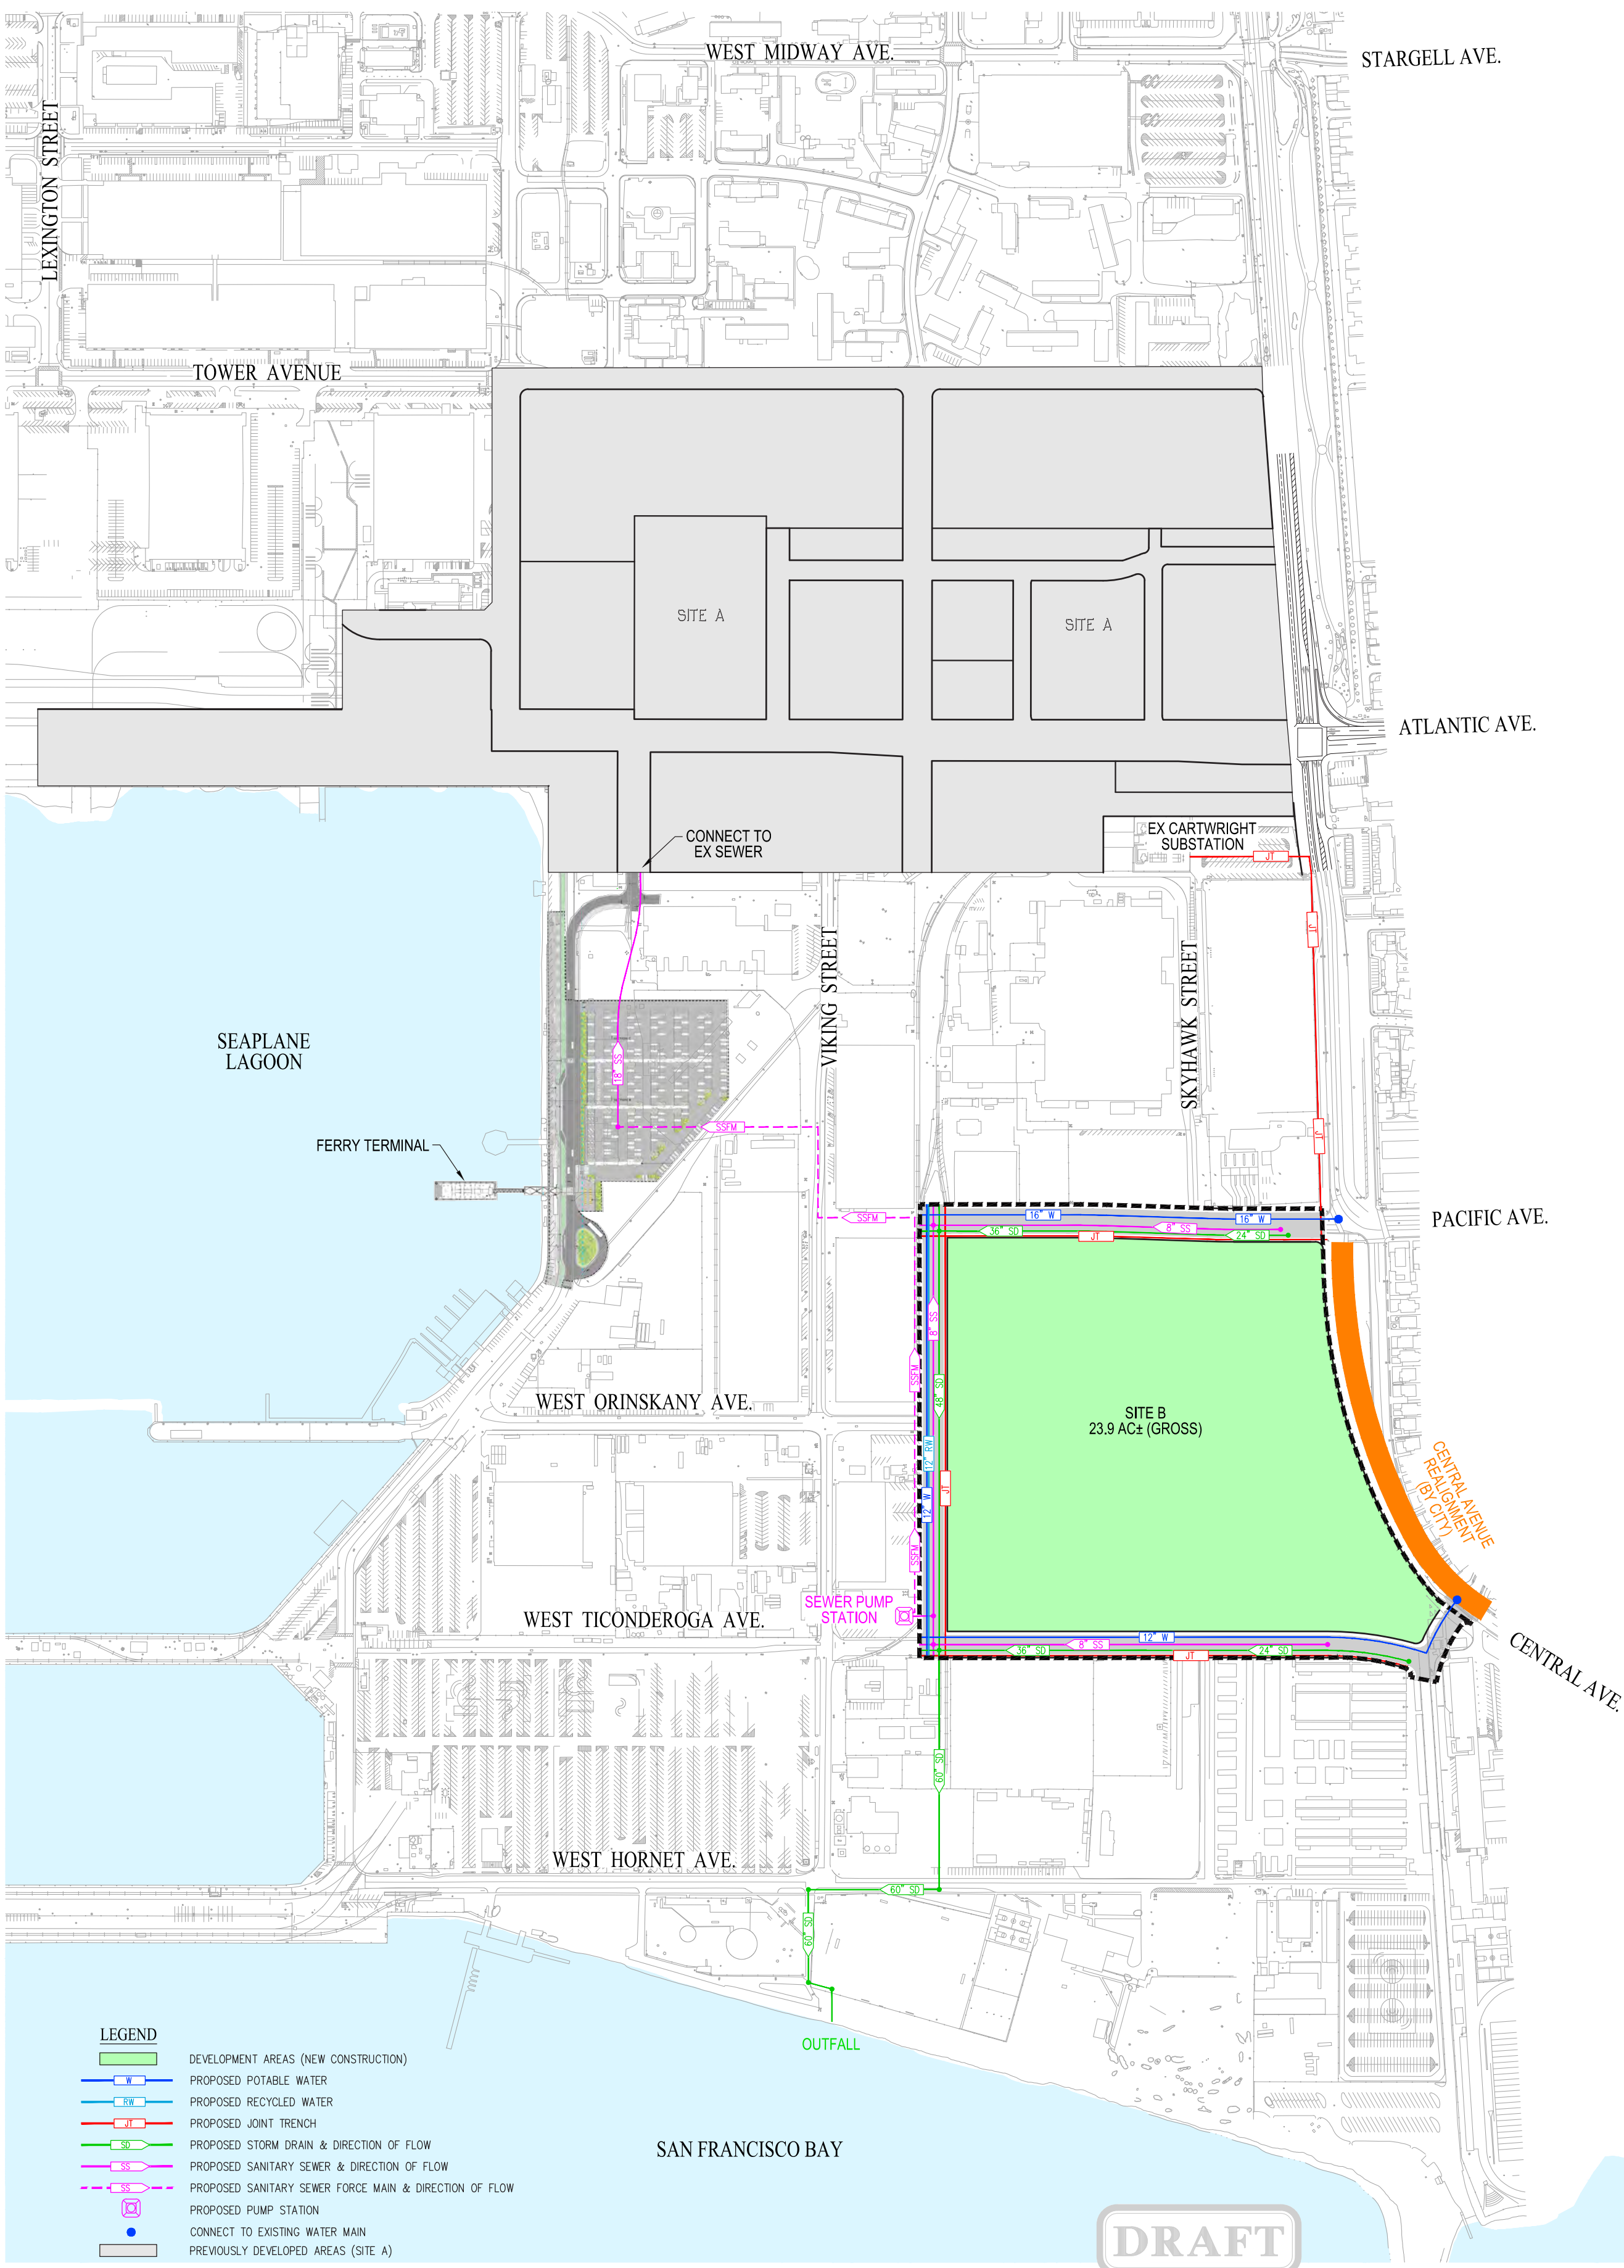 WEST MIDWAY AVE.
STARGELL AVE.
LEXINGTON STREET
TOWER AVENUE
SITE A
SITE A
ATLANTIC AVE.
CONNECT TO
EX SEWER
EX CARTWRIGHT
SUBSTATION
JT
JT
VIKING STREET
SKYHAWK STREET
SEAPLANE
LAGOON
18" SS
SSFM
JT
FERRY TERMINAL
SSFM
16" W
16" W
PACIFIC AVE.
8" SS
36" SD
24" SD
JT
8" SS
SSFM
48" SD
WEST ORINSKANY AVE.
SITE B
23.9 AC± (GROSS)
12" RW
JT
12" W
SSFM
CENTRAL AVENUE
REALIGNMENT
(BY CITY)
SEWER PUMP
STATION
WEST TICONDEROGA AVE.
12" W
8" SS
36" SD
24" SD
JT
CENTRAL AVE.
60" SD
WEST HORNET AVE.
60" SD
60" SD
OUTFALL
SAN FRANCISCO BAY
LEGEND
DEVELOPMENT AREAS (NEW CONSTRUCTION)
W PROPOSED POTABLE WATER
RW PROPOSED RECYCLED WATER
JT PROPOSED JOINT TRENCH
SD PROPOSED STORM DRAIN & DIRECTION OF FLOW
SS PROPOSED SANITARY SEWER & DIRECTION OF FLOW
SS PROPOSED SANITARY SEWER FORCE MAIN & DIRECTION OF FLOW
PROPOSED PUMP STATION
CONNECT TO EXISTING WATER MAIN
PREVIOUSLY DEVELOPED AREAS (SITE A)
DRAFT